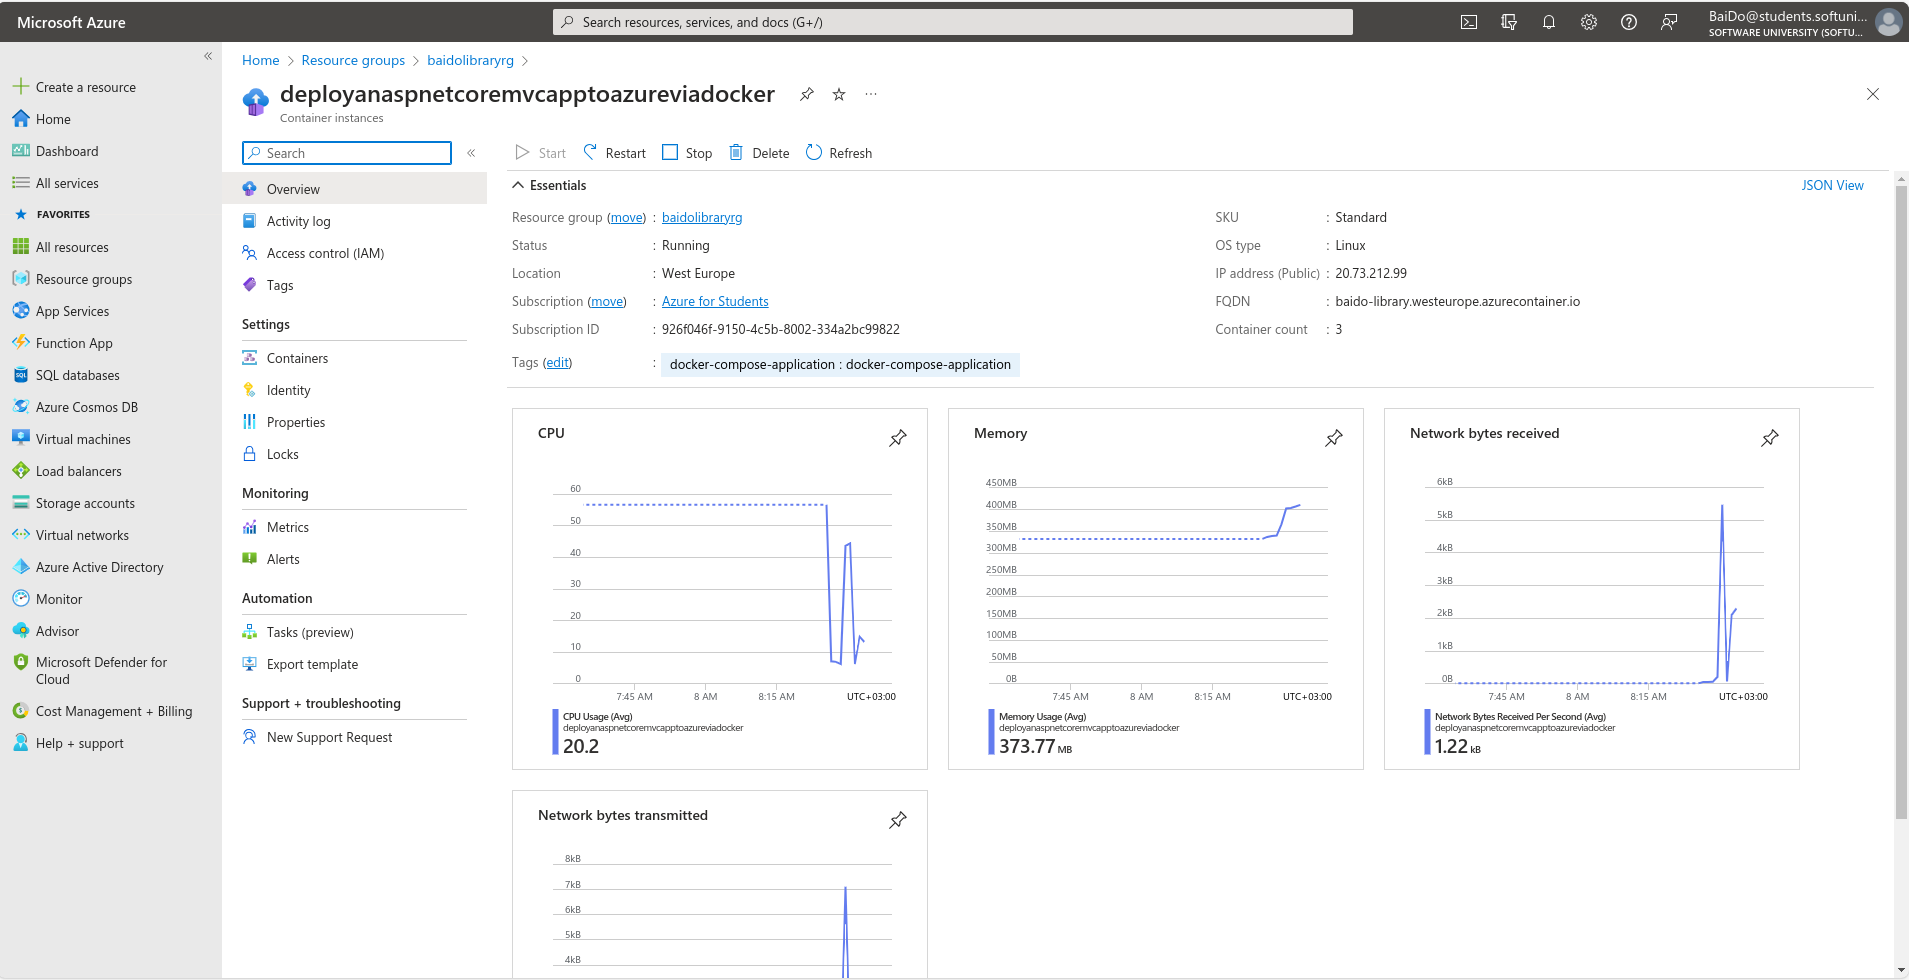 Microsoft Azure
Search resources, services, and docs (G+/)
BaiDo@students.softuni...
SOFTWARE UNIVERSITY (SOFTU...
Create a resource
Home
Dashboard
All services
FAVORITES
All resources
Resource groups
App Services
Function App
SQL databases
Azure Cosmos DB
Virtual machines
Load balancers
Storage accounts
Virtual networks
Azure Active Directory
Monitor
Advisor
Microsoft Defender for
Cloud
Cost Management + Billing
Help + support
Home > Resource groups > baidolibraryrg >
deployanaspnetcoremvcapptoazureviadocker
Container instances
Search
Overview
Activity log
Access control (IAM)
Tags
Settings
Containers
Identity
Properties
Locks
Monitoring
Metrics
Alerts
Automation
Tasks (preview)
Export template
Support + troubleshooting
New Support Request
Start Restart Stop Delete Refresh
Essentials
JSON View
Resource group (move) : baidolibraryrg
Status : Running
Location : West Europe
Subscription (move) : Azure for Students
Subscription ID : 926f046f-9150-4c5b-8002-334a2bc99822
Tags (edit) : docker-compose-application : docker-compose-application
SKU : Standard
OS type : Linux
IP address (Public) : 20.73.212.99
FQDN : baido-library.westeurope.azurecontainer.io
Container count : 3
CPU
60
50
40
30
20
10
0
7:45 AM 8 AM 8:15 AM UTC+03:00
CPU Usage (Avg)
deployanaspnetcoremvcapptoazureviadocker
20.2
Memory
450MB
400MB
350MB
300MB
250MB
200MB
150MB
100MB
50MB
0B
7:45 AM 8 AM 8:15 AM UTC+03:00
Memory Usage (Avg)
deployanaspnetcoremvcapptoazureviadocker
373.77 MB
Network bytes received
6kB
5kB
4kB
3kB
2kB
1kB
0B
7:45 AM 8 AM 8:15 AM UTC+03:00
Network Bytes Received Per Second (Avg)
deployanaspnetcoremvcapptoazureviadocker
1.22 kB
Network bytes transmitted
8kB
7kB
6kB
5kB
4kB